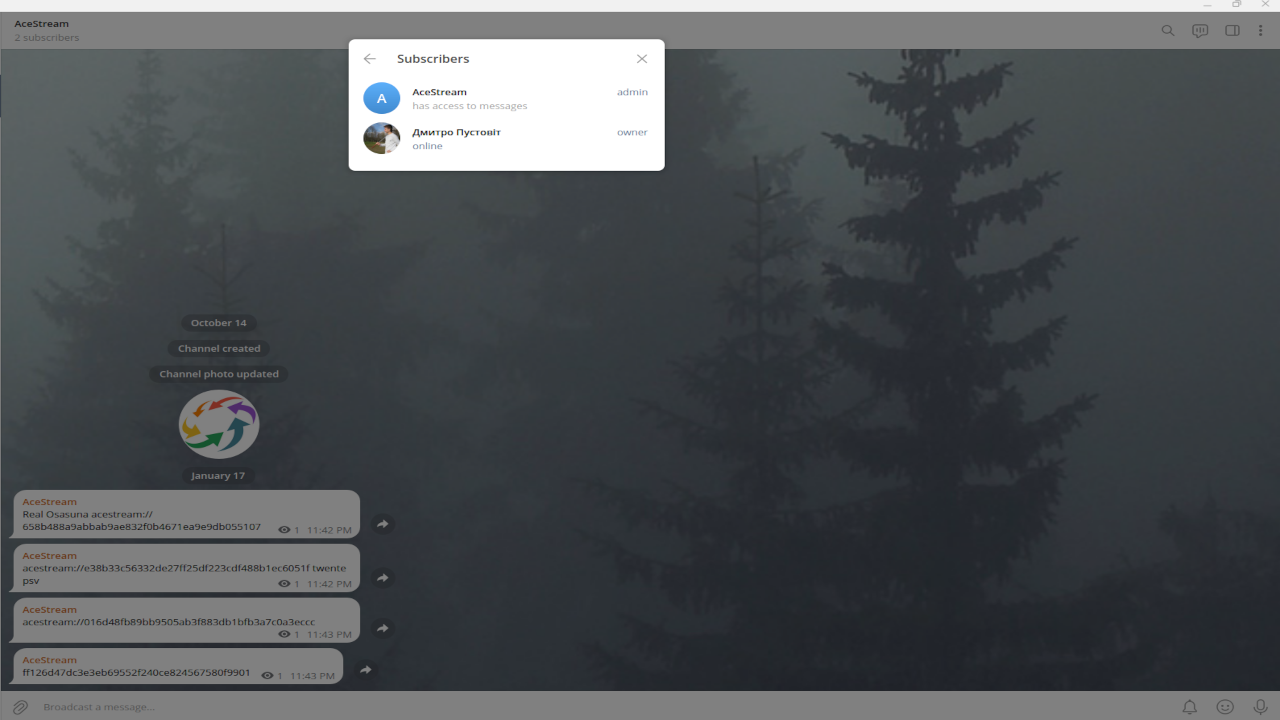 AceStream
2 subscribers
Subscribers
A
AceStream
admin
has access to messages
Дмитро Пустовіт
owner
online
October 14
Channel created
Channel photo updated
January 17
AceStream
Real Osasuna acestream://
658b488a9abbab9ae832f0b4671ea9e9db055107 1 11:42 PM
AceStream
acestream://e38b33c56332de27ff25df223cdf488b1ec6051f twente
psv 1 11:42 PM
AceStream
acestream://016d48fb89bb9505ab3f883db1bfb3a7c0a3eccc
1 11:43 PM
AceStream
ff126d47dc3e3eb69552f240ce824567580f9901 1 11:43 PM
Broadcast a message...